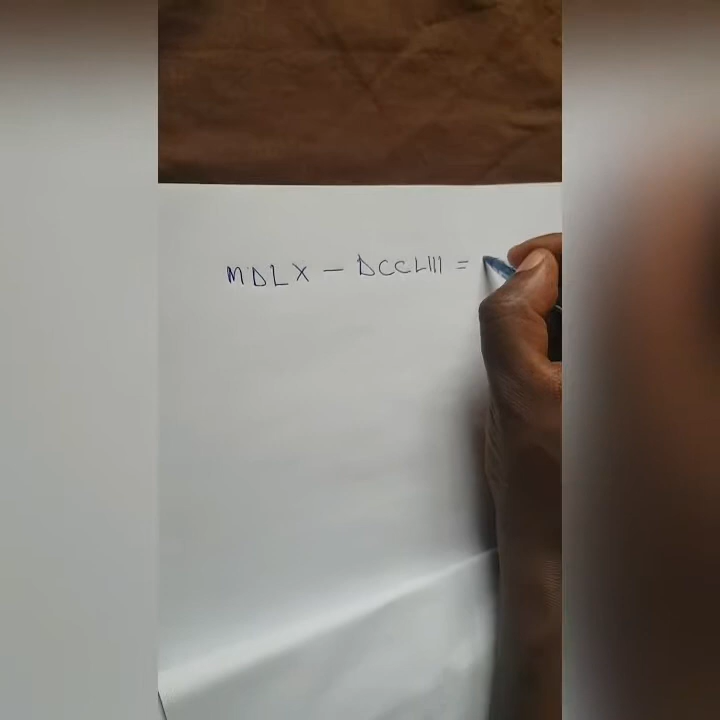 MDLX - DCCLIII =